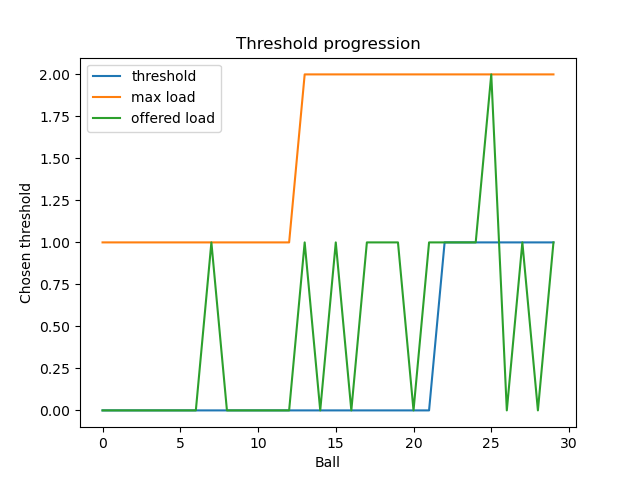 Threshold progression
threshold
max load
offered load
2.00
1.75
1.50
1.25
1.00
0.75
0.50
0.25
0.00
Chosen threshold
0 5 10 15 20 25 30
Ball